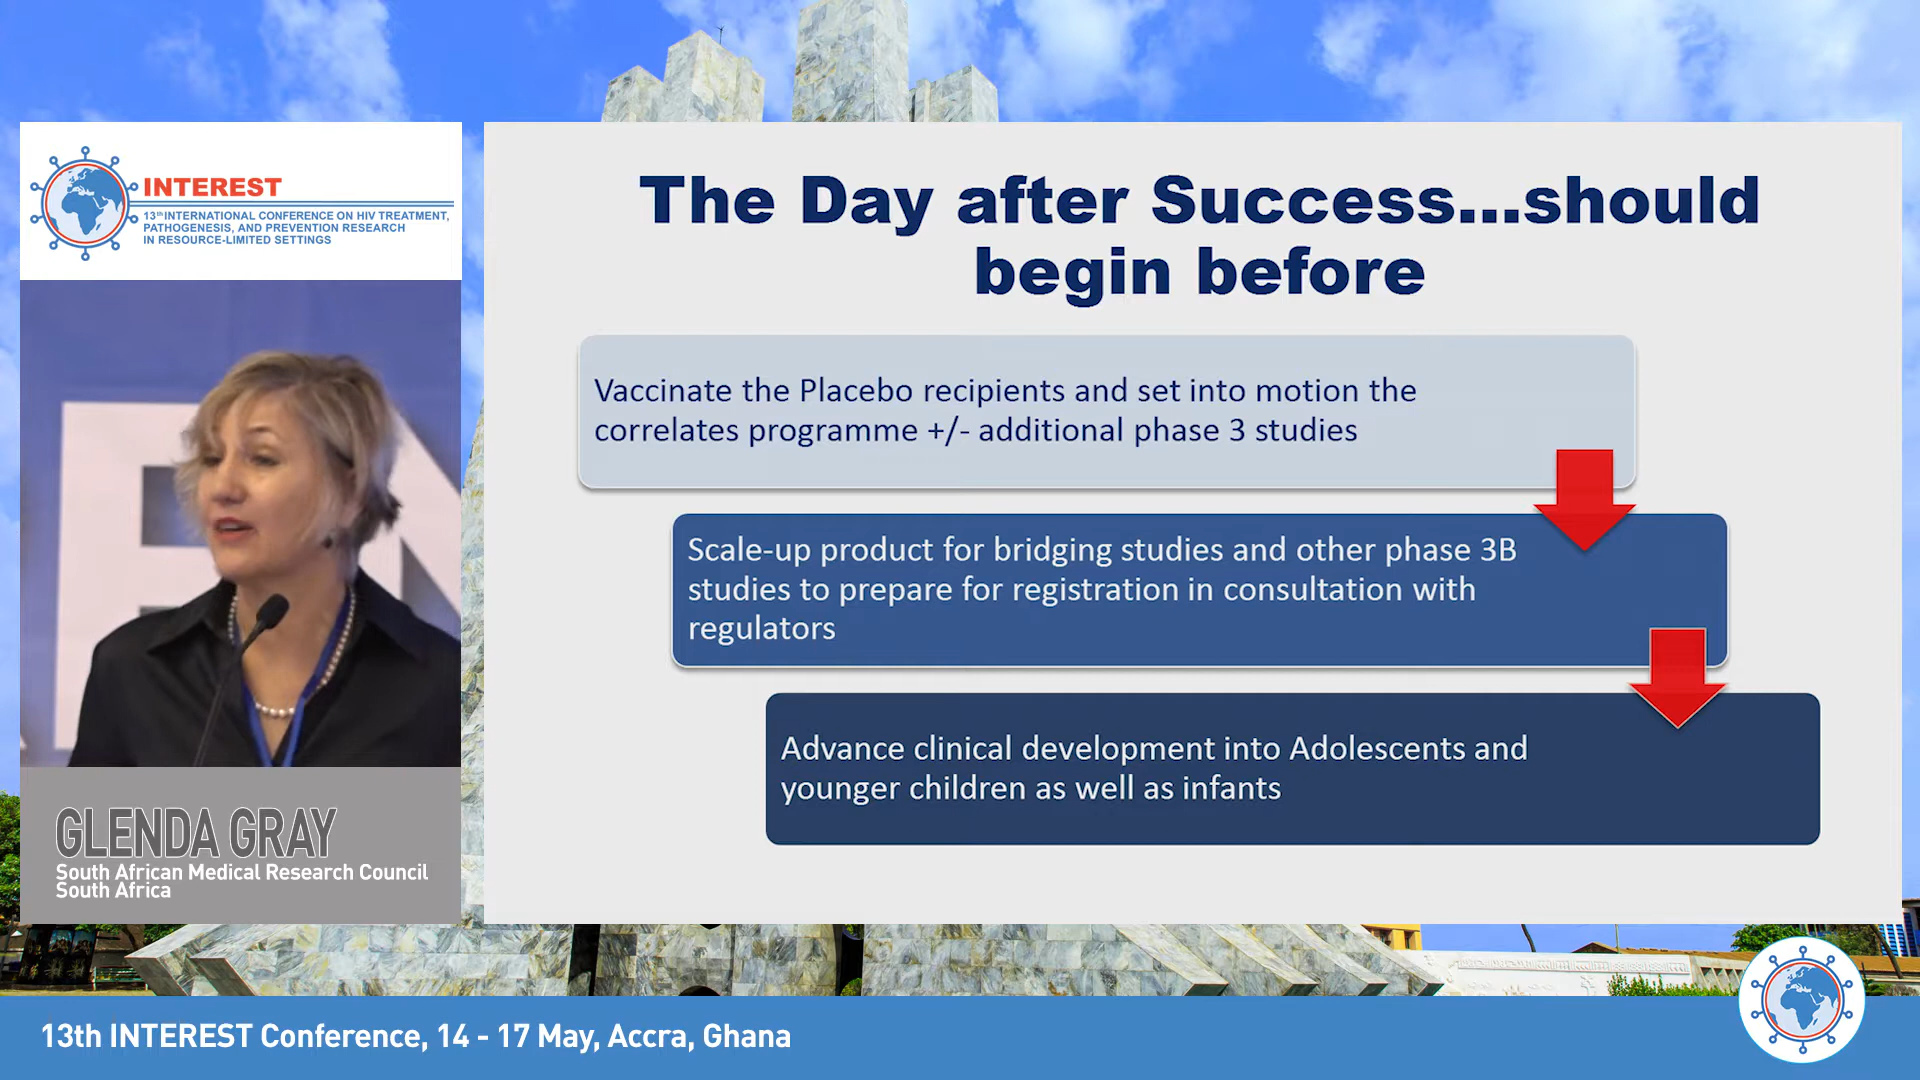 INTEREST
13th INTERNATIONAL CONFERENCE ON HIV TREATMENT,
PATHOGENESIS, AND PREVENTION RESEARCH
IN RESOURCE-LIMITED SETTINGS
GLENDA GRAY
South African Medical Research Council
South Africa
The Day after Success...should
begin before
Vaccinate the Placebo recipients and set into motion the
correlates programme +/- additional phase 3 studies
Scale-up product for bridging studies and other phase 3B
studies to prepare for registration in consultation with
regulators
Advance clinical development into Adolescents and
younger children as well as infants
13th INTEREST Conference, 14 - 17 May, Accra, Ghana